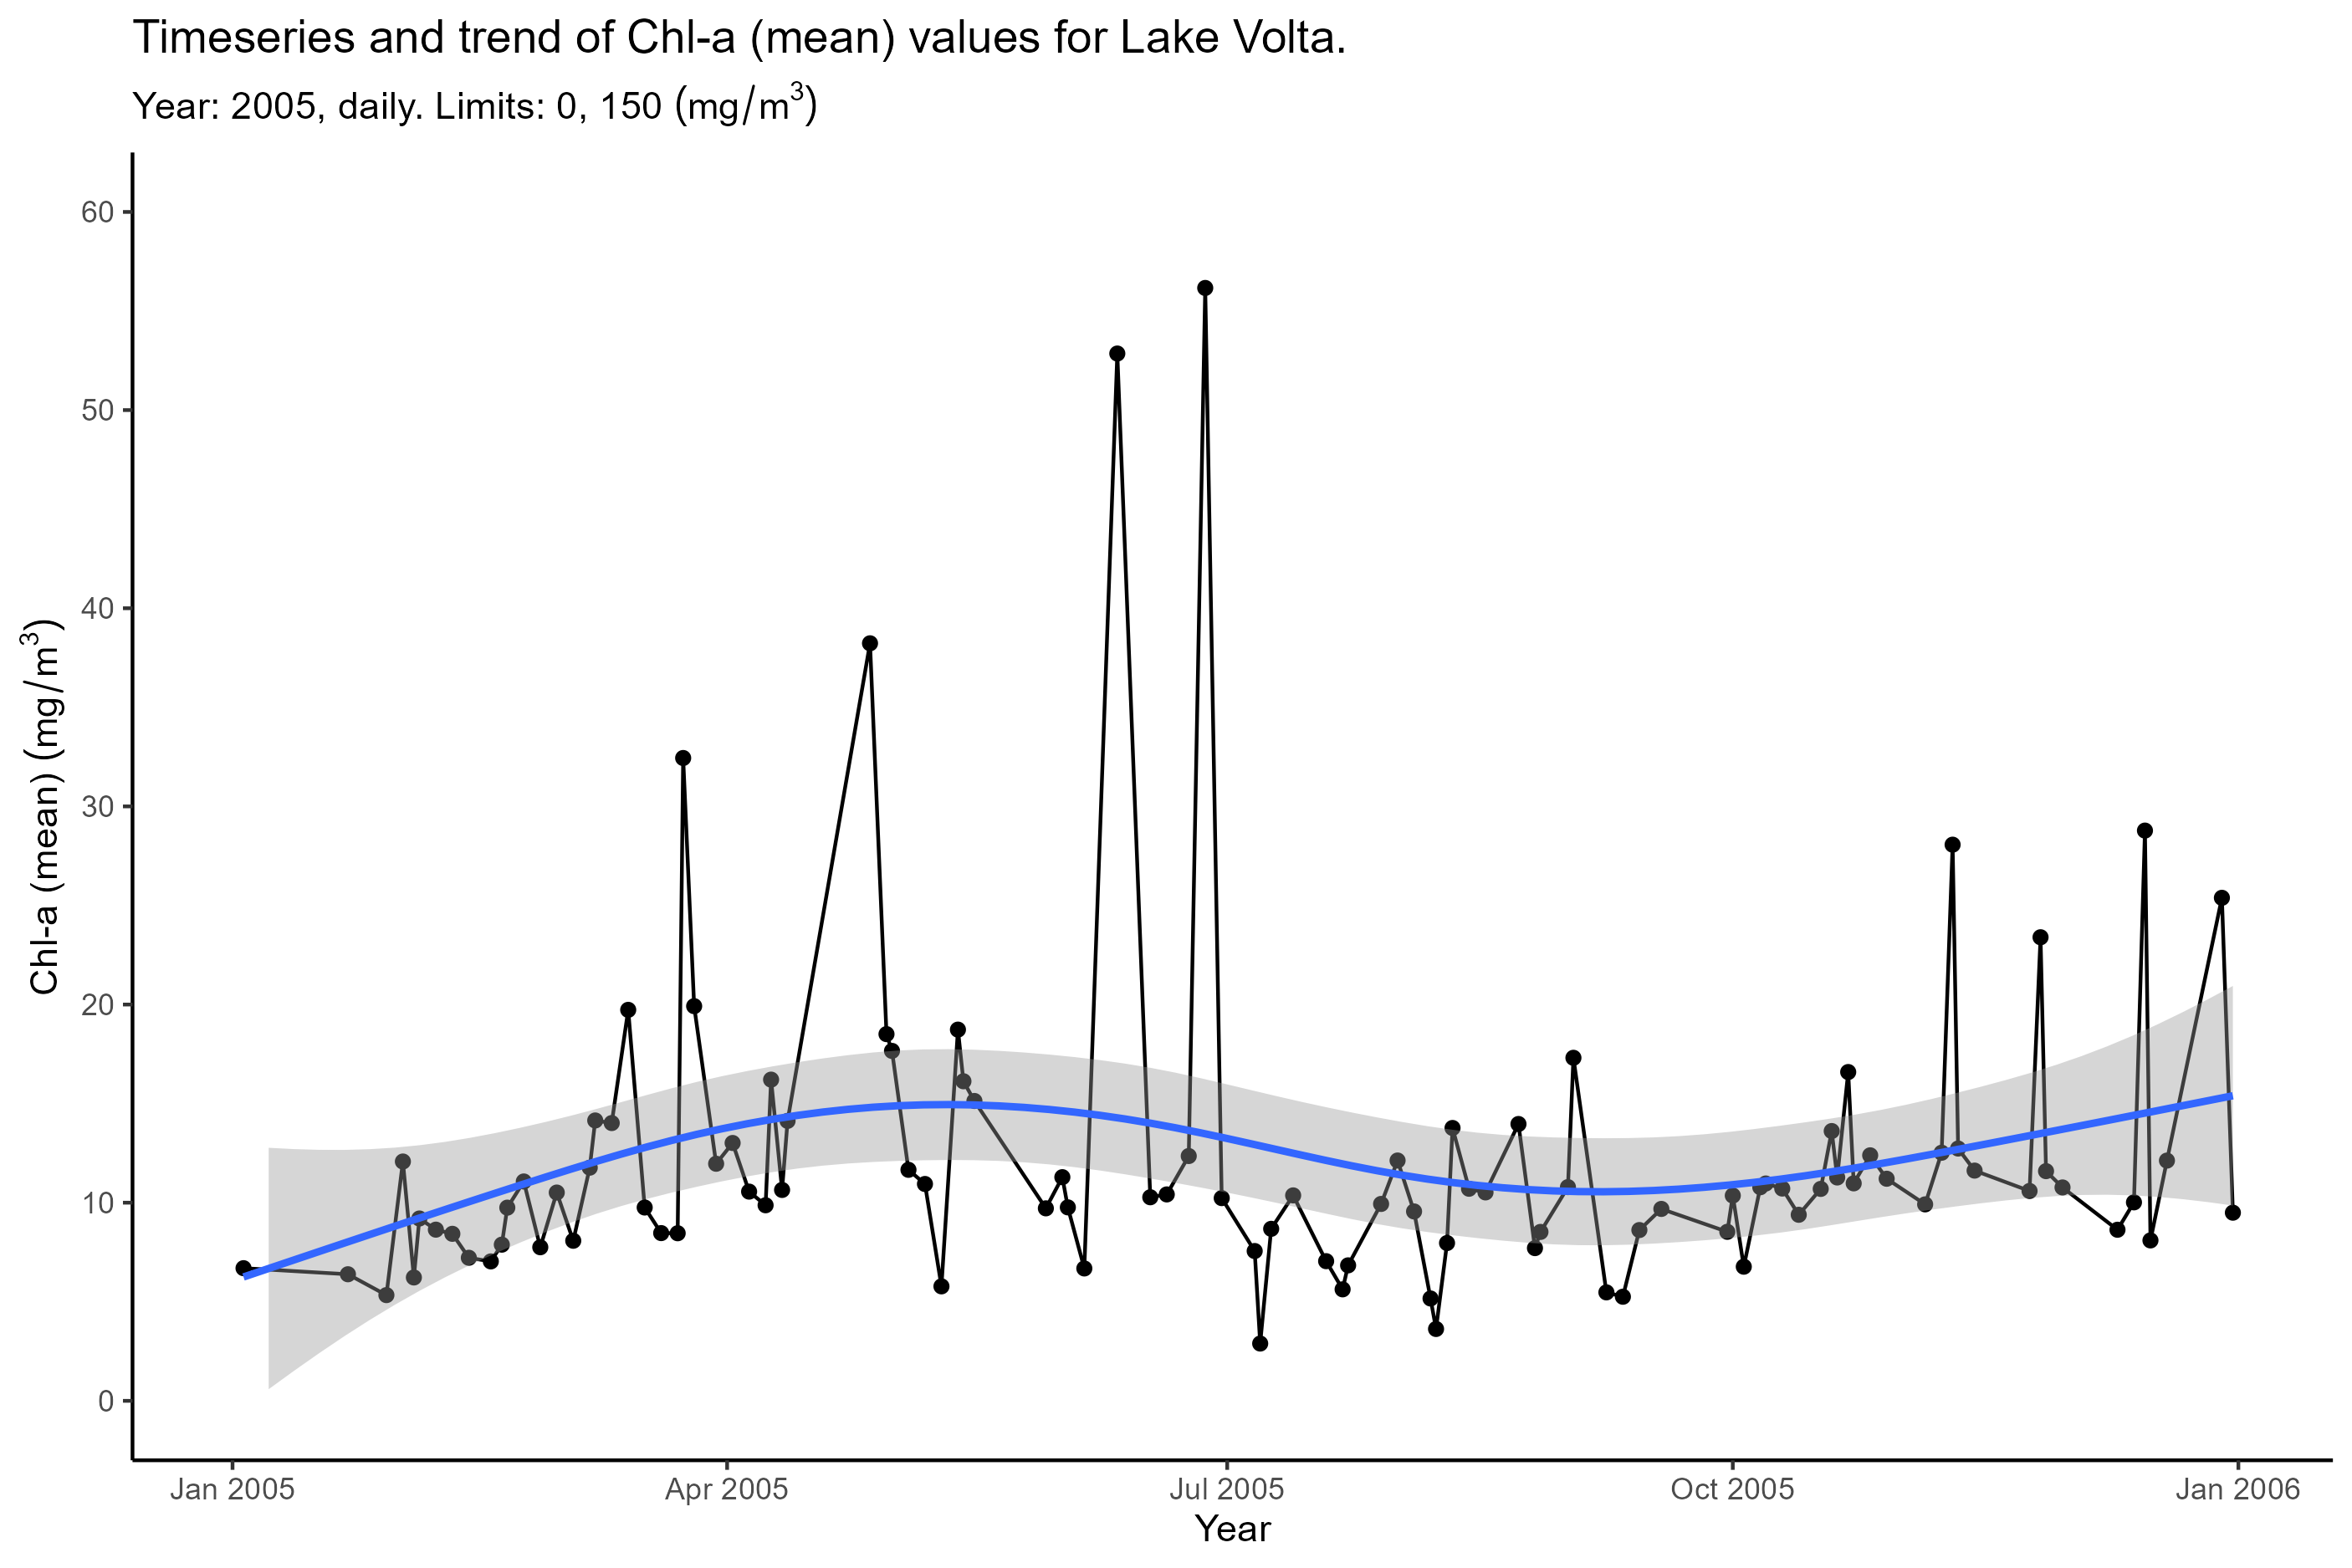 Timeseries and trend of Chl-a (mean) values for Lake Volta.
Year: 2005, daily. Limits: 0, 150 (mg/m³)
60
50
40
30
20
10
0
Chl-a (mean) (mg/m³)
Jan 2005
Apr 2005
Jul 2005
Oct 2005
Jan 2006
Year